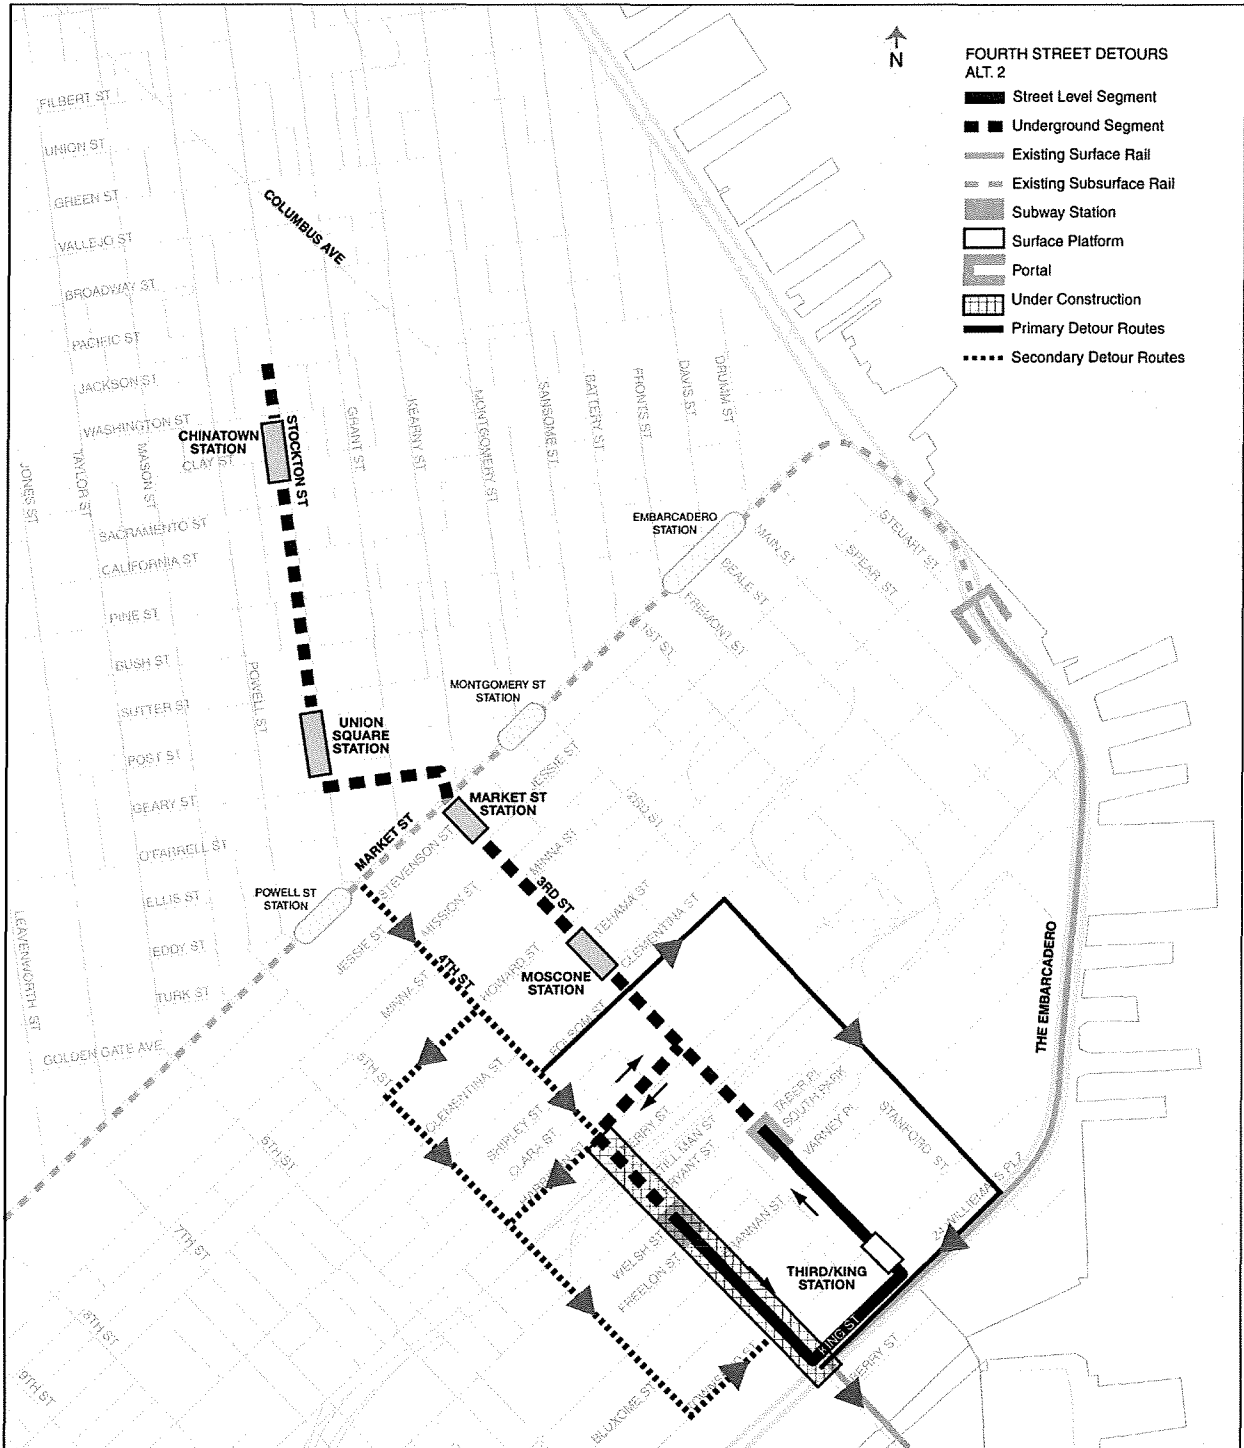 N
FOURTH STREET DETOURS
ALT. 2
Street Level Segment
Underground Segment
Existing Surface Rail
Existing Subsurface Rail
Subway Station
Surface Platform
Portal
Under Construction
Primary Detour Routes
Secondary Detour Routes
FILBERT ST
UNION ST
GREEN ST
VALLEJO ST
BROADWAY ST
PACIFIC ST
JACKSON ST
WASHINGTON ST
CLAY ST
SACRAMENTO ST
CALIFORNIA ST
PINE ST
BUSH ST
SUTTER ST
POST ST
GEARY ST
O'FARRELL ST
ELLIS ST
EDDY ST
TURK ST
GOLDEN GATE AVE
COLUMBUS AVE
JONES ST
TAYLOR ST
MASON ST
POWELL ST
LEAVENWORTH ST
STOCKTON ST
GRANT ST
KEARNY ST
MONTGOMERY ST
SANSOME ST
BATTERY ST
FRONTS ST
DAVIS ST
DRUMM ST
CHINATOWN
STATION
UNION
SQUARE
STATION
MARKET ST
STATION
MOSCONE
STATION
THIRD/KING
STATION
EMBARCADERO
STATION
MONTGOMERY ST
STATION
POWELL ST
STATION
STEUART ST
SPEAR ST
MAIN ST
BEALE ST
FREMONT ST
1ST ST
2ND ST
3RD ST
4TH ST
5TH ST
6TH ST
7TH ST
8TH ST
9TH ST
MARKET ST
STEVENSON ST
JESSIE ST
JESSIE ST
MISSION ST
MINNA ST
MINNA ST
HOWARD ST
TEHAMA ST
CLEMENTINA ST
CLEMENTINA ST
FOLSOM ST
SHIPLEY ST
CLARA ST
STILLMAN ST
BRYANT ST
TABER PL
SOUTH PARK
VARNEY PL
STANFORD ST
BRANNAN ST
WELSH ST
FREELON ST
BLUXOME ST
KING ST
BERRY ST
THE EMBARCADERO